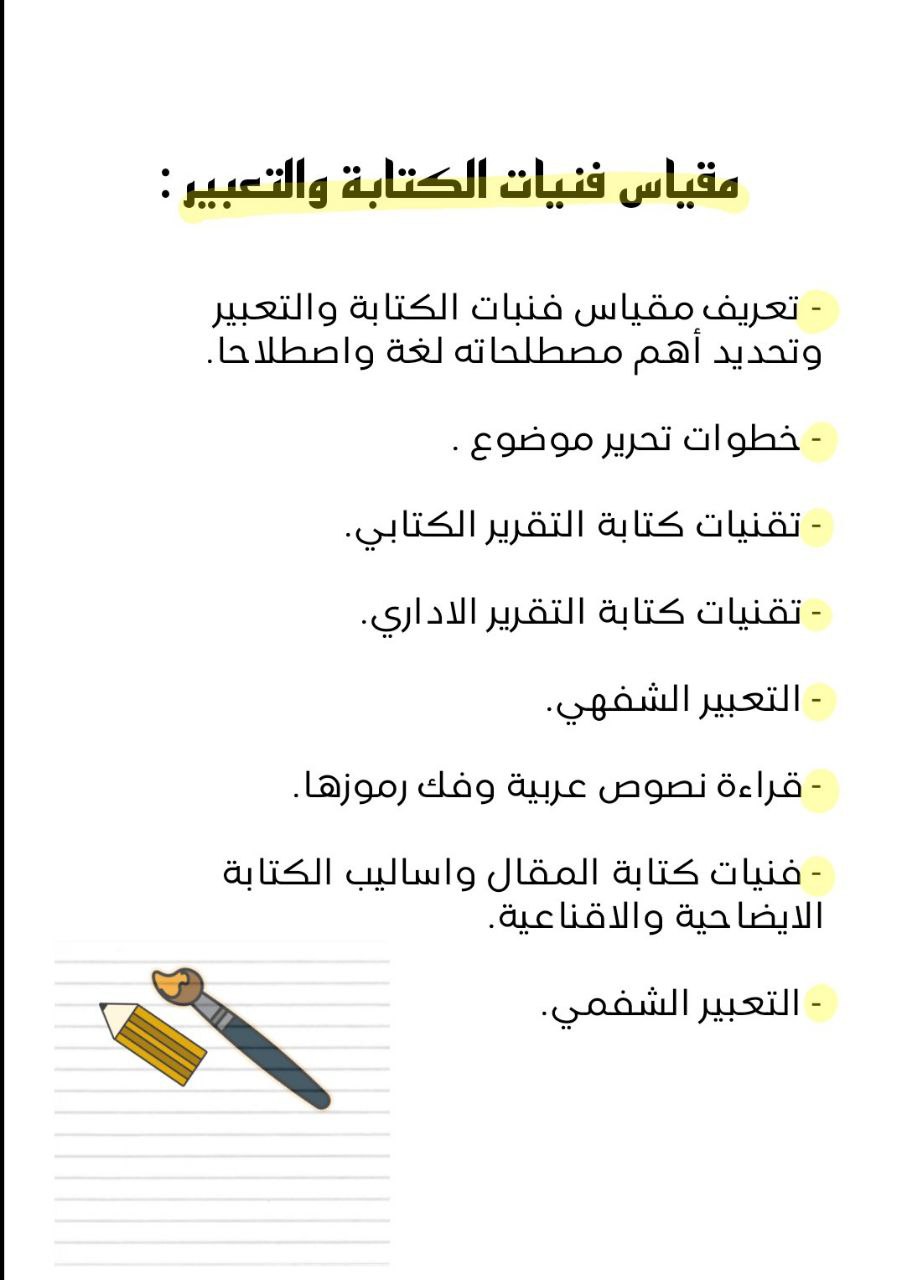 مقياس فنيات الكتابة والتعبير :
- تعريف مقياس فنبات الكتابة والتعبير
وتحديد أهم مصطلحاته لغة واصطلاحا.
- خطوات تحرير موضوع .
- تقنيات كتابة التقرير الكتابي.
- تقنيات كتابة التقرير الاداري.
- التعبير الشفهي.
- قراءة نصوص عربية وفك رموزها.
- فنيات كتابة المقال واساليب الكتابة
الايضاحية والاقناعية.
- التعبير الشفمي.